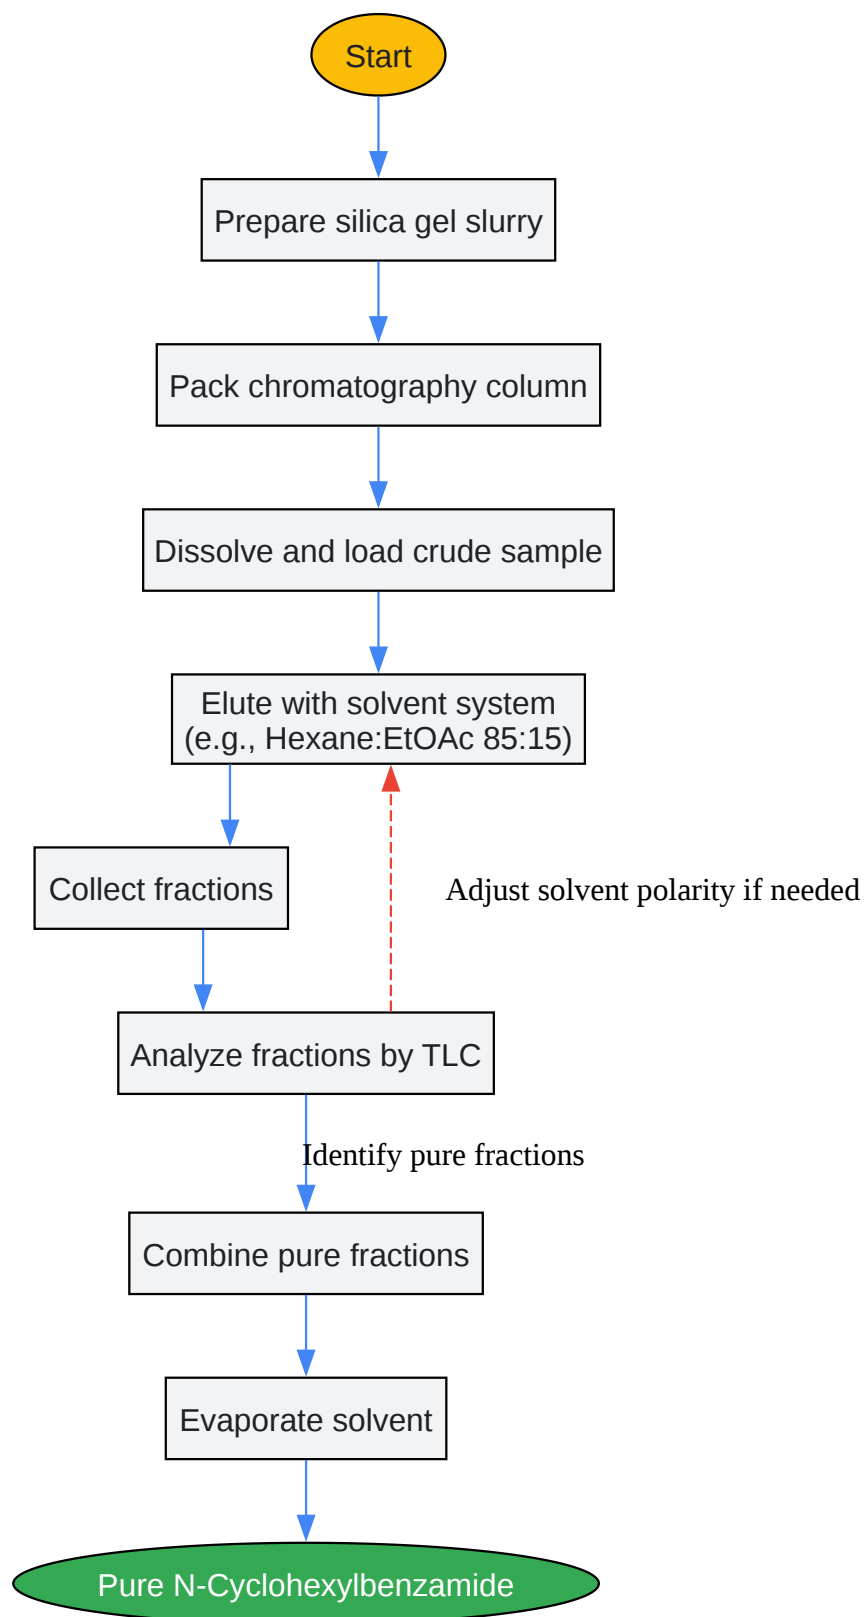 Start
Prepare silica gel slurry
Pack chromatography column
Dissolve and load crude sample
Elute with solvent system
(e.g., Hexane:EtOAc 85:15)
Collect fractions
Adjust solvent polarity if needed
Analyze fractions by TLC
Identify pure fractions
Combine pure fractions
Evaporate solvent
Pure N-Cyclohexylbenzamide